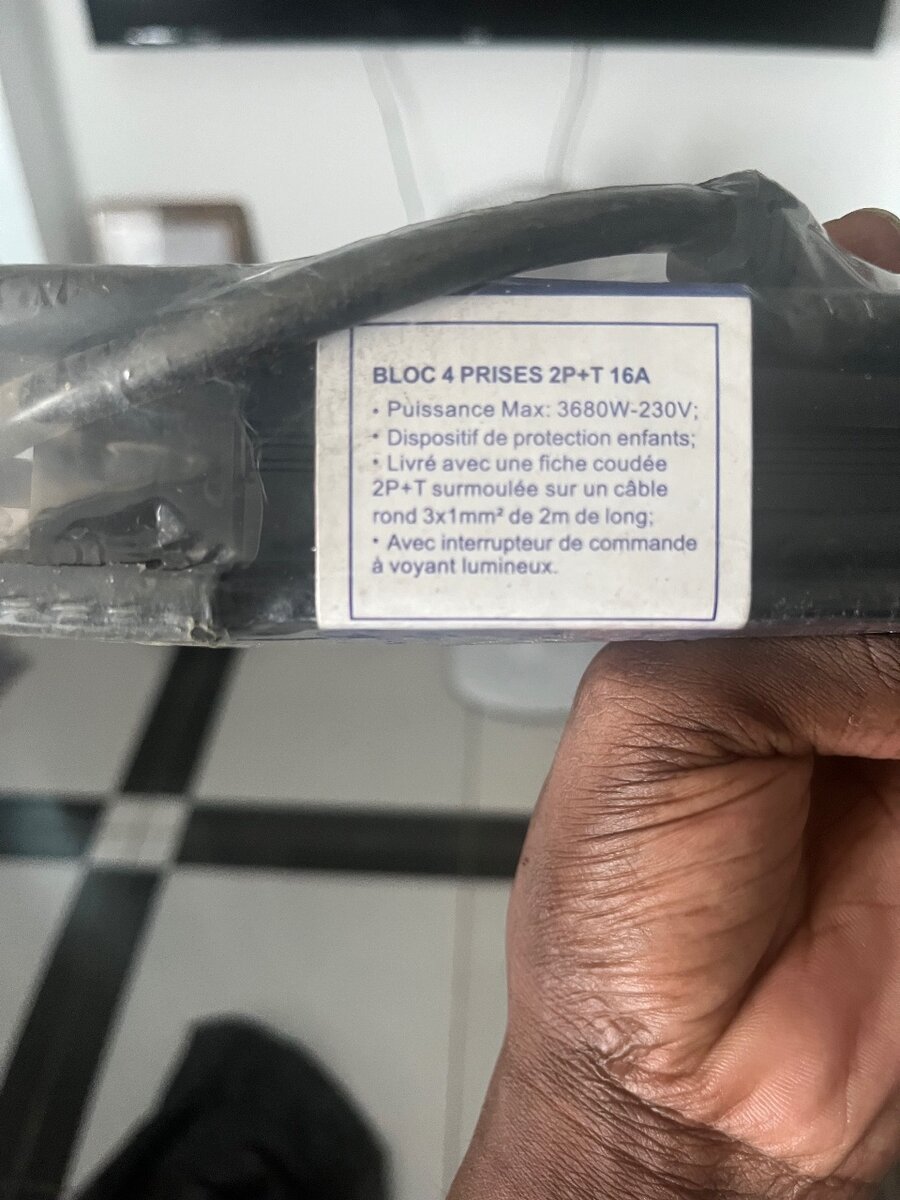 BLOC 4 PRISES 2P+T 16A
• Puissance Max: 3680W-230V;
• Dispositif de protection enfants;
• Livré avec une fiche coudée
2P+T surmoulée sur un câble
rond 3x1mm² de 2m de long;
• Avec interrupteur de commande
à voyant lumineux.